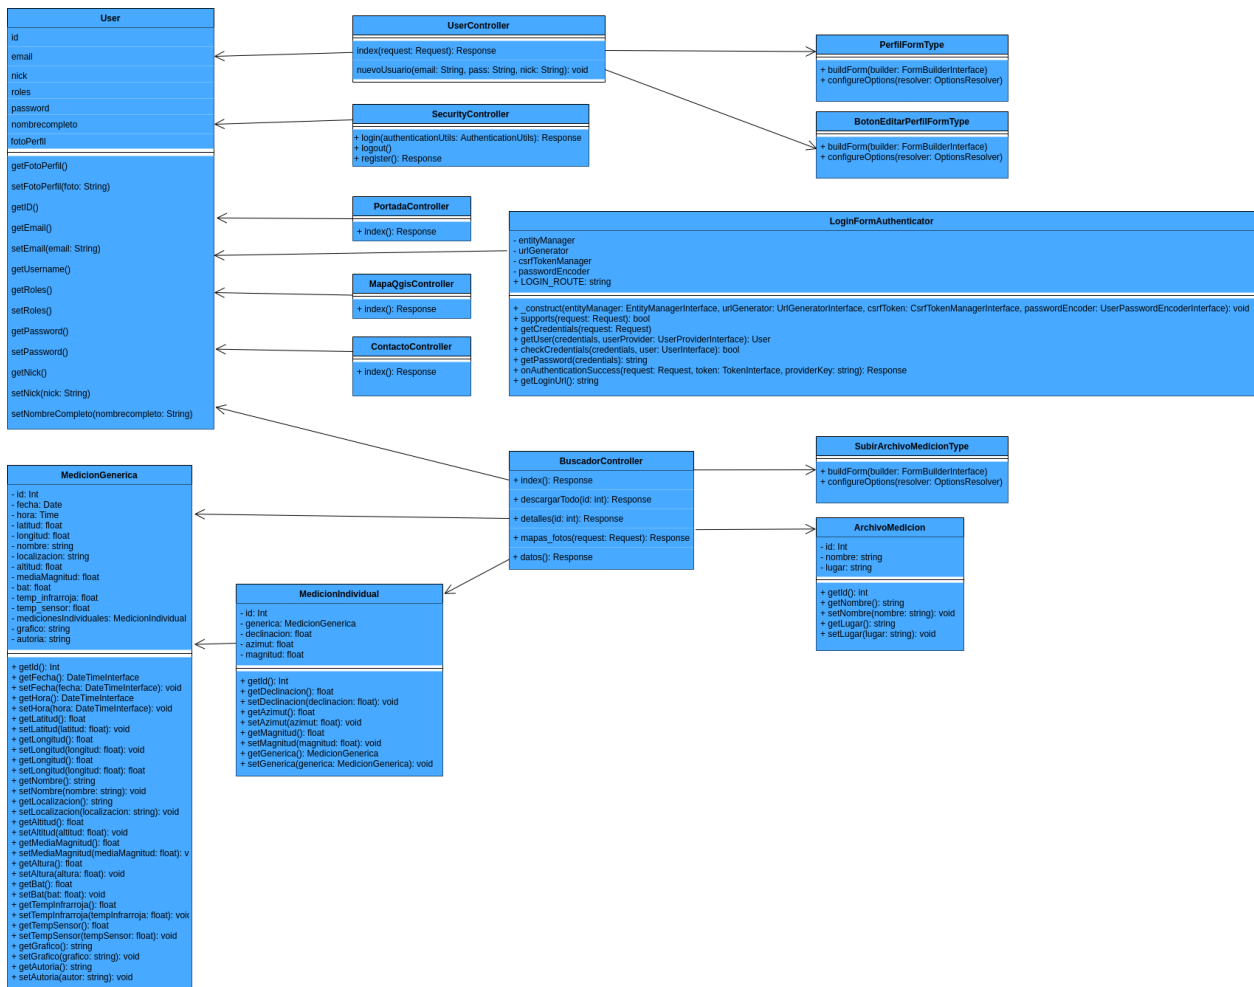 User
id
email
nick
roles
password
nombrecompleto
fotoPerfil
getFotoPerfil()
setFotoPerfil(foto: String)
getID()
getEmail()
setEmail(email: String)
getUsername()
getRoles()
setRoles()
getPassword()
setPassword()
getNick()
setNick(nick: String)
setNombreCompleto(nombrecompleto: String)
UserController
index(request: Request): Response
nuevoUsuario(email: String, pass: String, nick: String): void
SecurityController
+ login(authenticationUtils: AuthenticationUtils): Response
+ logout()
+ register(): Response
PortadaController
+ index(): Response
MapaQgisController
+ index(): Response
ContactoController
+ index(): Response
PerfilFormType
+ buildForm(builder: FormBuilderInterface)
+ configureOptions(resolver: OptionsResolver)
BotonEditarPerfilFormType
+ buildForm(builder: FormBuilderInterface)
+ configureOptions(resolver: OptionsResolver)
LoginFormAuthenticator
- entityManager
- urlGenerator
- csrfTokenManager
- passwordEncoder
+ LOGIN_ROUTE: string
+ _construct(entityManager: EntityManagerInterface, urlGenerator: UrlGeneratorInterface, csrfToken: CsrfTokenManagerInterface, passwordEncoder: UserPasswordEncoderInterface): void
+ supports(request: Request): bool
+ getCredentials(request: Request)
+ getUser(credentials, userProvider: UserProviderInterface): User
+ checkCredentials(credentials, user: UserInterface): bool
+ getPassword(credentials): string
+ onAuthenticationSuccess(request: Request, token: TokenInterface, providerKey: string): Response
+ getLoginUrl(): string
MedicionGenerica
- id: Int
- fecha: Date
- hora: Time
- latitud: float
- longitud: float
- nombre: string
- localizacion: string
- altitud: float
- mediaMagnitud: float
- bat: float
- temp_infrarroja: float
- temp_sensor: float
- medicionesIndividuales: MedicionIndividual
- grafico: string
- autoria: string
+ getId(): Int
+ getFecha(): DateTimeInterface
+ setFecha(fecha: DateTimeInterface): void
+ getHora(): DateTimeInterface
+ setHora(hora: DateTimeInterface): void
+ getLatitud(): float
+ setLatitud(latitud: float): void
+ getLongitud(): float
+ setLongitud(longitud: float): void
+ getLongitud(): float
+ setLongitud(longitud: float): float
+ getNombre(): string
+ setNombre(nombre: string): void
+ getLocalizacion(): string
+ setLocalizacion(localizacion: string): void
+ getAltitud(): float
+ setAltitud(altitud: float): void
+ getMediaMagnitud(): float
+ setMediaMagnitud(mediaMagnitud: float): v
+ getAltura(): float
+ setAltura(altura: float): void
+ getBat(): float
+ setBat(bat: float): void
+ getTempInfrarroja(): float
+ setTempInfrarroja(tempInfrarroja: float): voi
+ getTempSensor(): float
+ setTempSensor(tempSensor: float): void
+ getGrafico(): string
+ setGrafico(grafico: string): void
+ getAutoria(): string
+ setAutoria(autor: string): void
MedicionIndividual
- id: Int
- generica: MedicionGenerica
- declinacion: float
- azimut: float
- magnitud: float
+ getId(): Int
+ getDeclinacion(): float
+ setDeclinacion(declinacion: float): void
+ getAzimut(): float
+ setAzimut(azimut: float): void
+ getMagnitud(): float
+ setMagnitud(magnitud: float): void
+ getGenerica(): MedicionGenerica
+ setGenerica(generica: MedicionGenerica): void
BuscadorController
+ index(): Response
+ descargarTodo(id: int): Response
+ detalles(id: int): Response
+ mapas_fotos(request: Request): Response
+ datos(): Response
SubirArchivoMedicionType
+ buildForm(builder: FormBuilderInterface)
+ configureOptions(resolver: OptionsResolver)
ArchivoMedicion
- id: Int
- nombre: string
- lugar: string
+ getId(): int
+ getNombre(): string
+ setNombre(nombre: string): void
+ getLugar(): string
+ setLugar(lugar: string): void